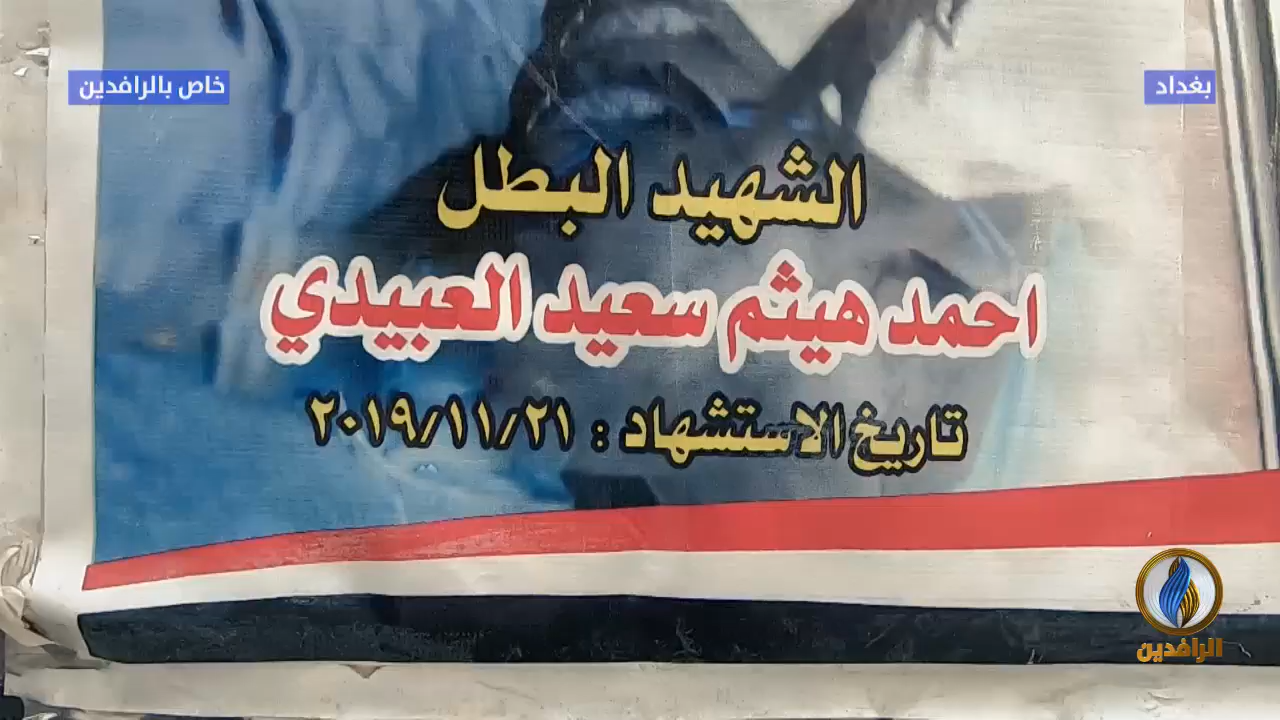 خاص بالرافدين
بغداد
الشهيد البطل
احمد هيثم سعيد العبيدي
تاريخ الاستشهاد : ٢٠١٩/١١/٢١
الرافدين